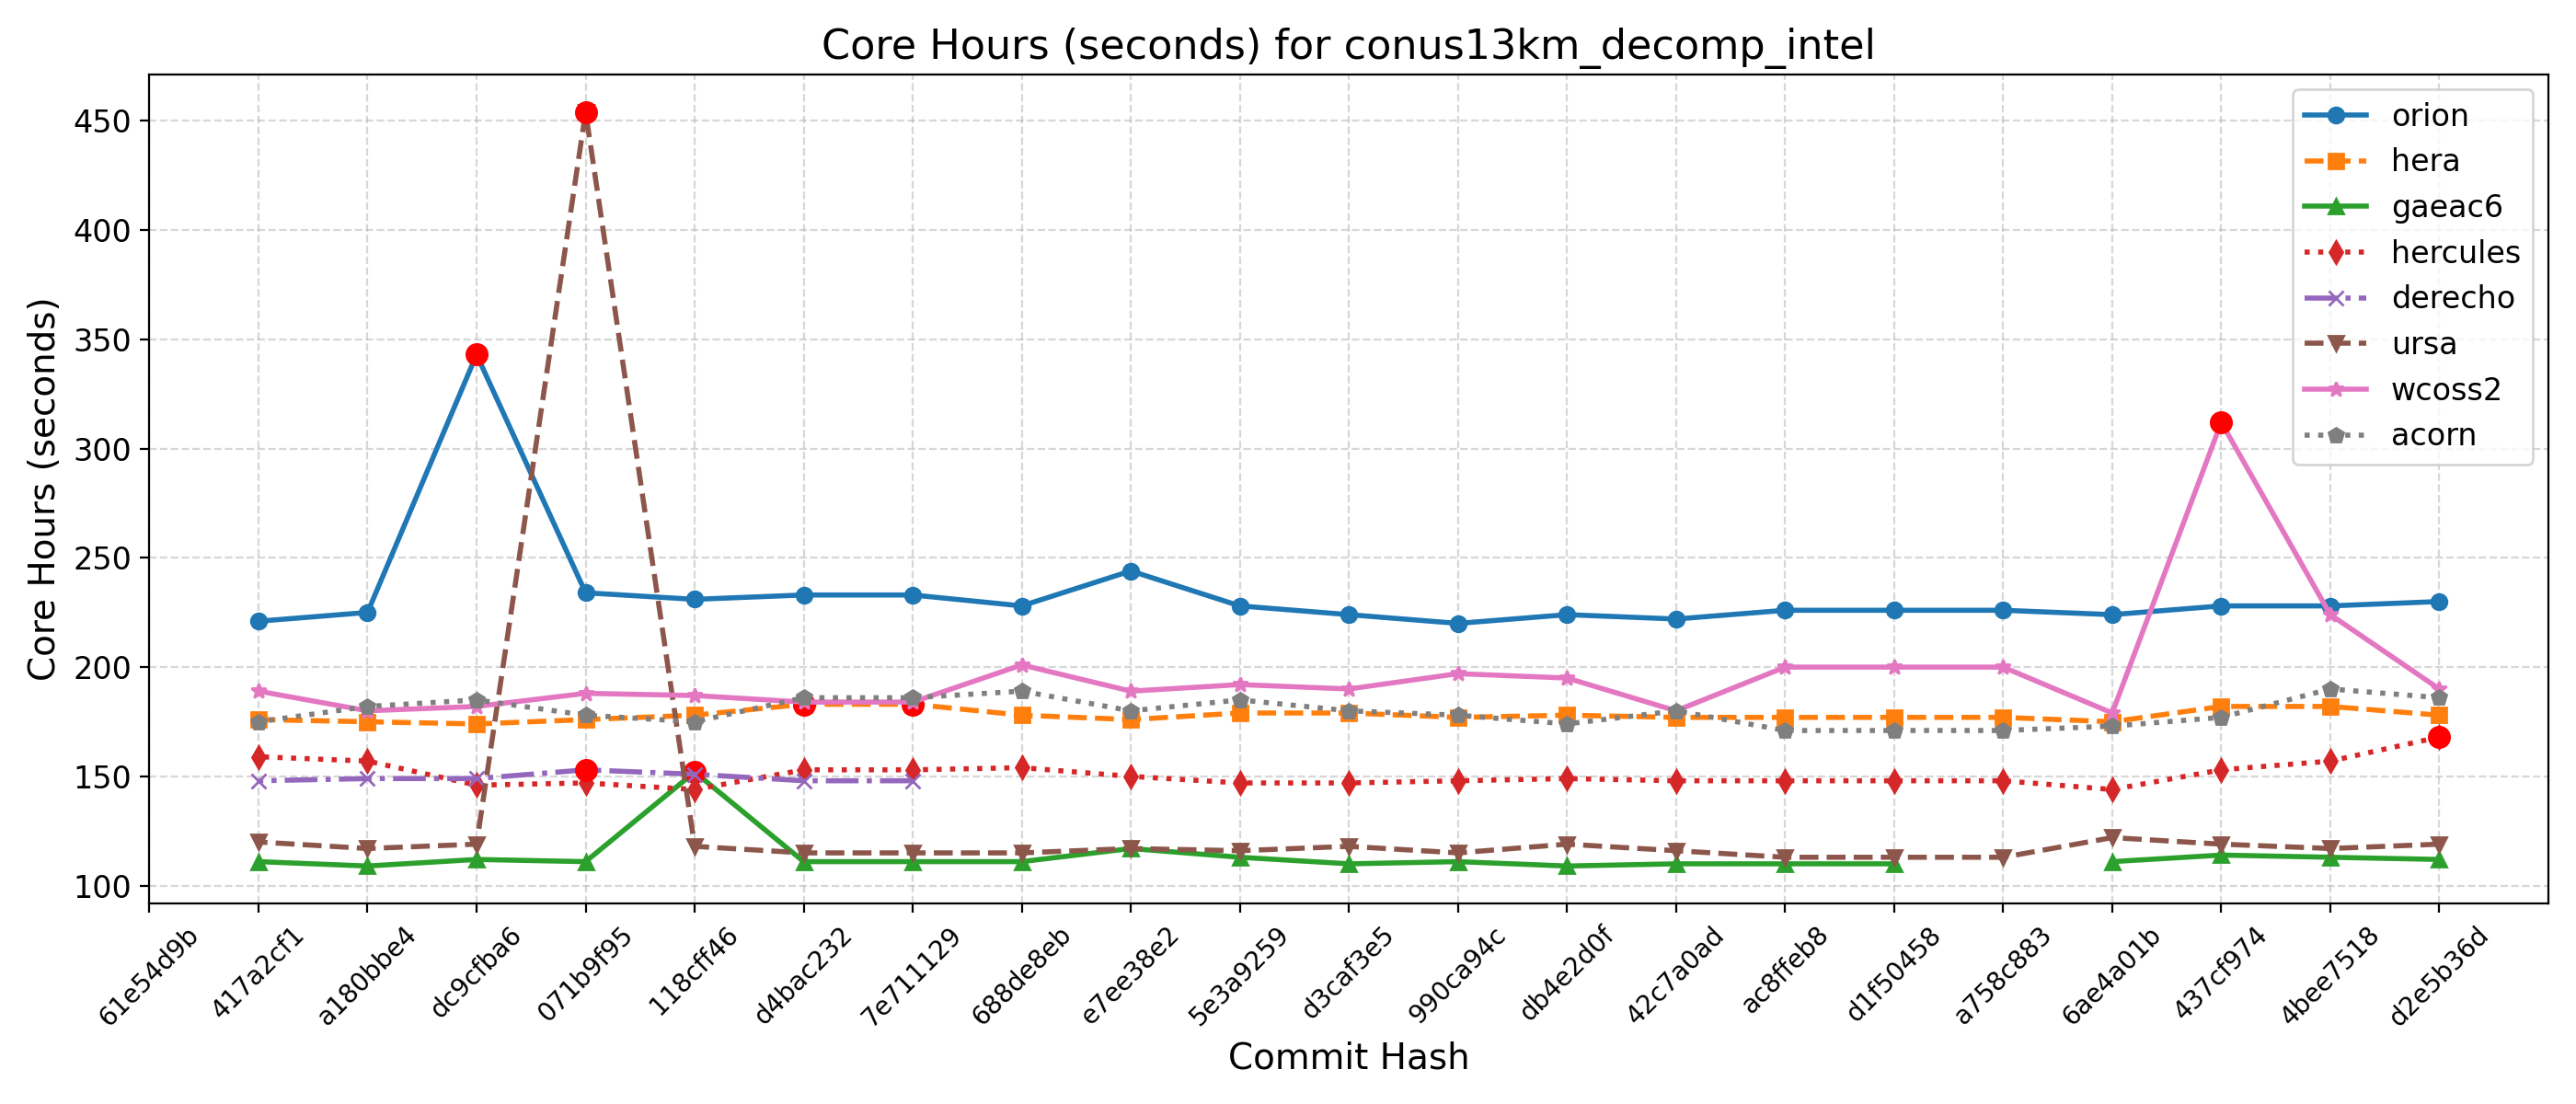 Core Hours (seconds) for conus13km_decomp_intel
Core Hours (seconds)
450
400
350
300
250
200
150
100
orion
hera
gaeac6
hercules
derecho
ursa
wcoss2
acorn
61e54d9b
417a2cf1
a180bbe4
dc9cfba6
071b9f95
118cff46
d4bac232
7e711129
688de8eb
e7ee38e2
5e3a9259
d3caf3e5
990ca94c
db4e2d0f
42c7a0ad
ac8ffeb8
d1f50458
a758c883
6ae4a01b
437cf974
4bee7518
d2e5b36d
Commit Hash